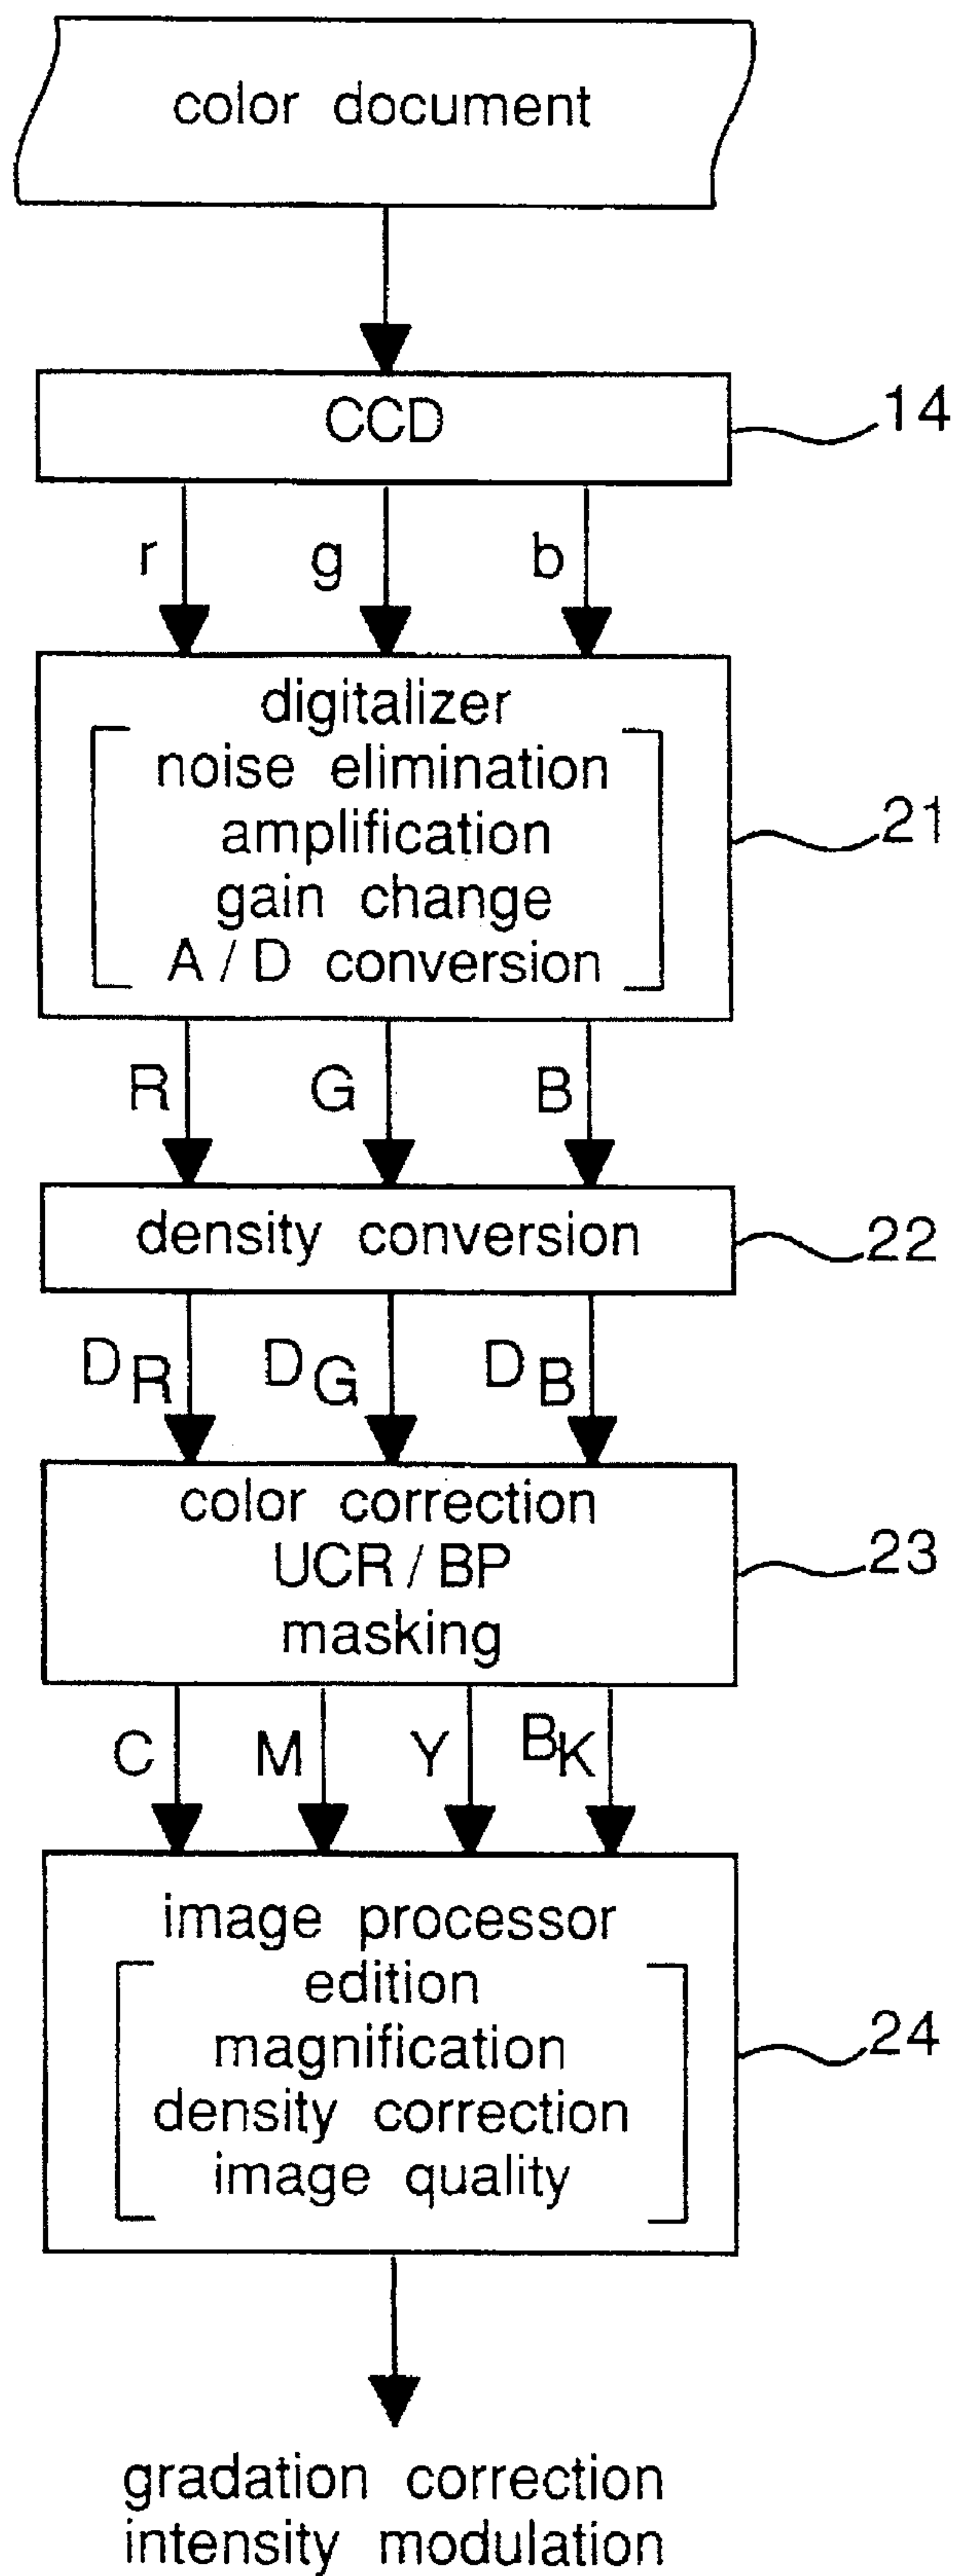 color document
CCD
14
r g b
digitalizer
noise elimination
amplification
gain change
A / D conversion
21
R G B
density conversion
22
DR DG DB
color correction
UCR / BP
masking
23
C M Y BK
image processor
edition
magnification
density correction
image quality
24
gradation correction
intensity modulation